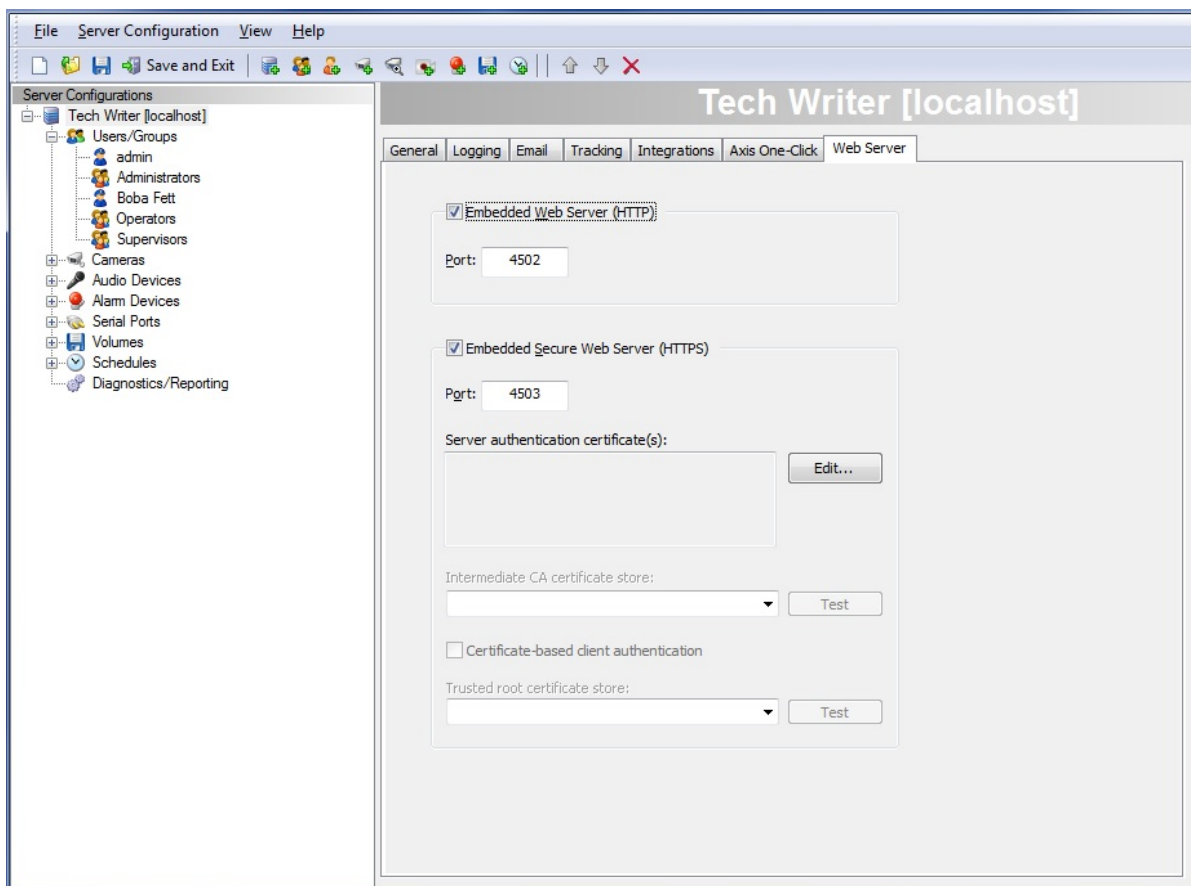 File Server Configuration View Help
Save and Exit
Server Configurations
Tech Writer [localhost]
Users/Groups
admin
Administrators
Boba Fett
Operators
Supervisors
Cameras
Audio Devices
Alarm Devices
Serial Ports
Volumes
Schedules
Diagnostics/Reporting
Tech Writer [localhost]
General Logging Email Tracking Integrations Axis One-Click Web Server
Embedded Web Server (HTTP)
Port: 4502
Embedded Secure Web Server (HTTPS)
Port: 4503
Server authentication certificate(s):
Edit...
Intermediate CA certificate store:
Test
Certificate-based client authentication
Trusted root certificate store:
Test